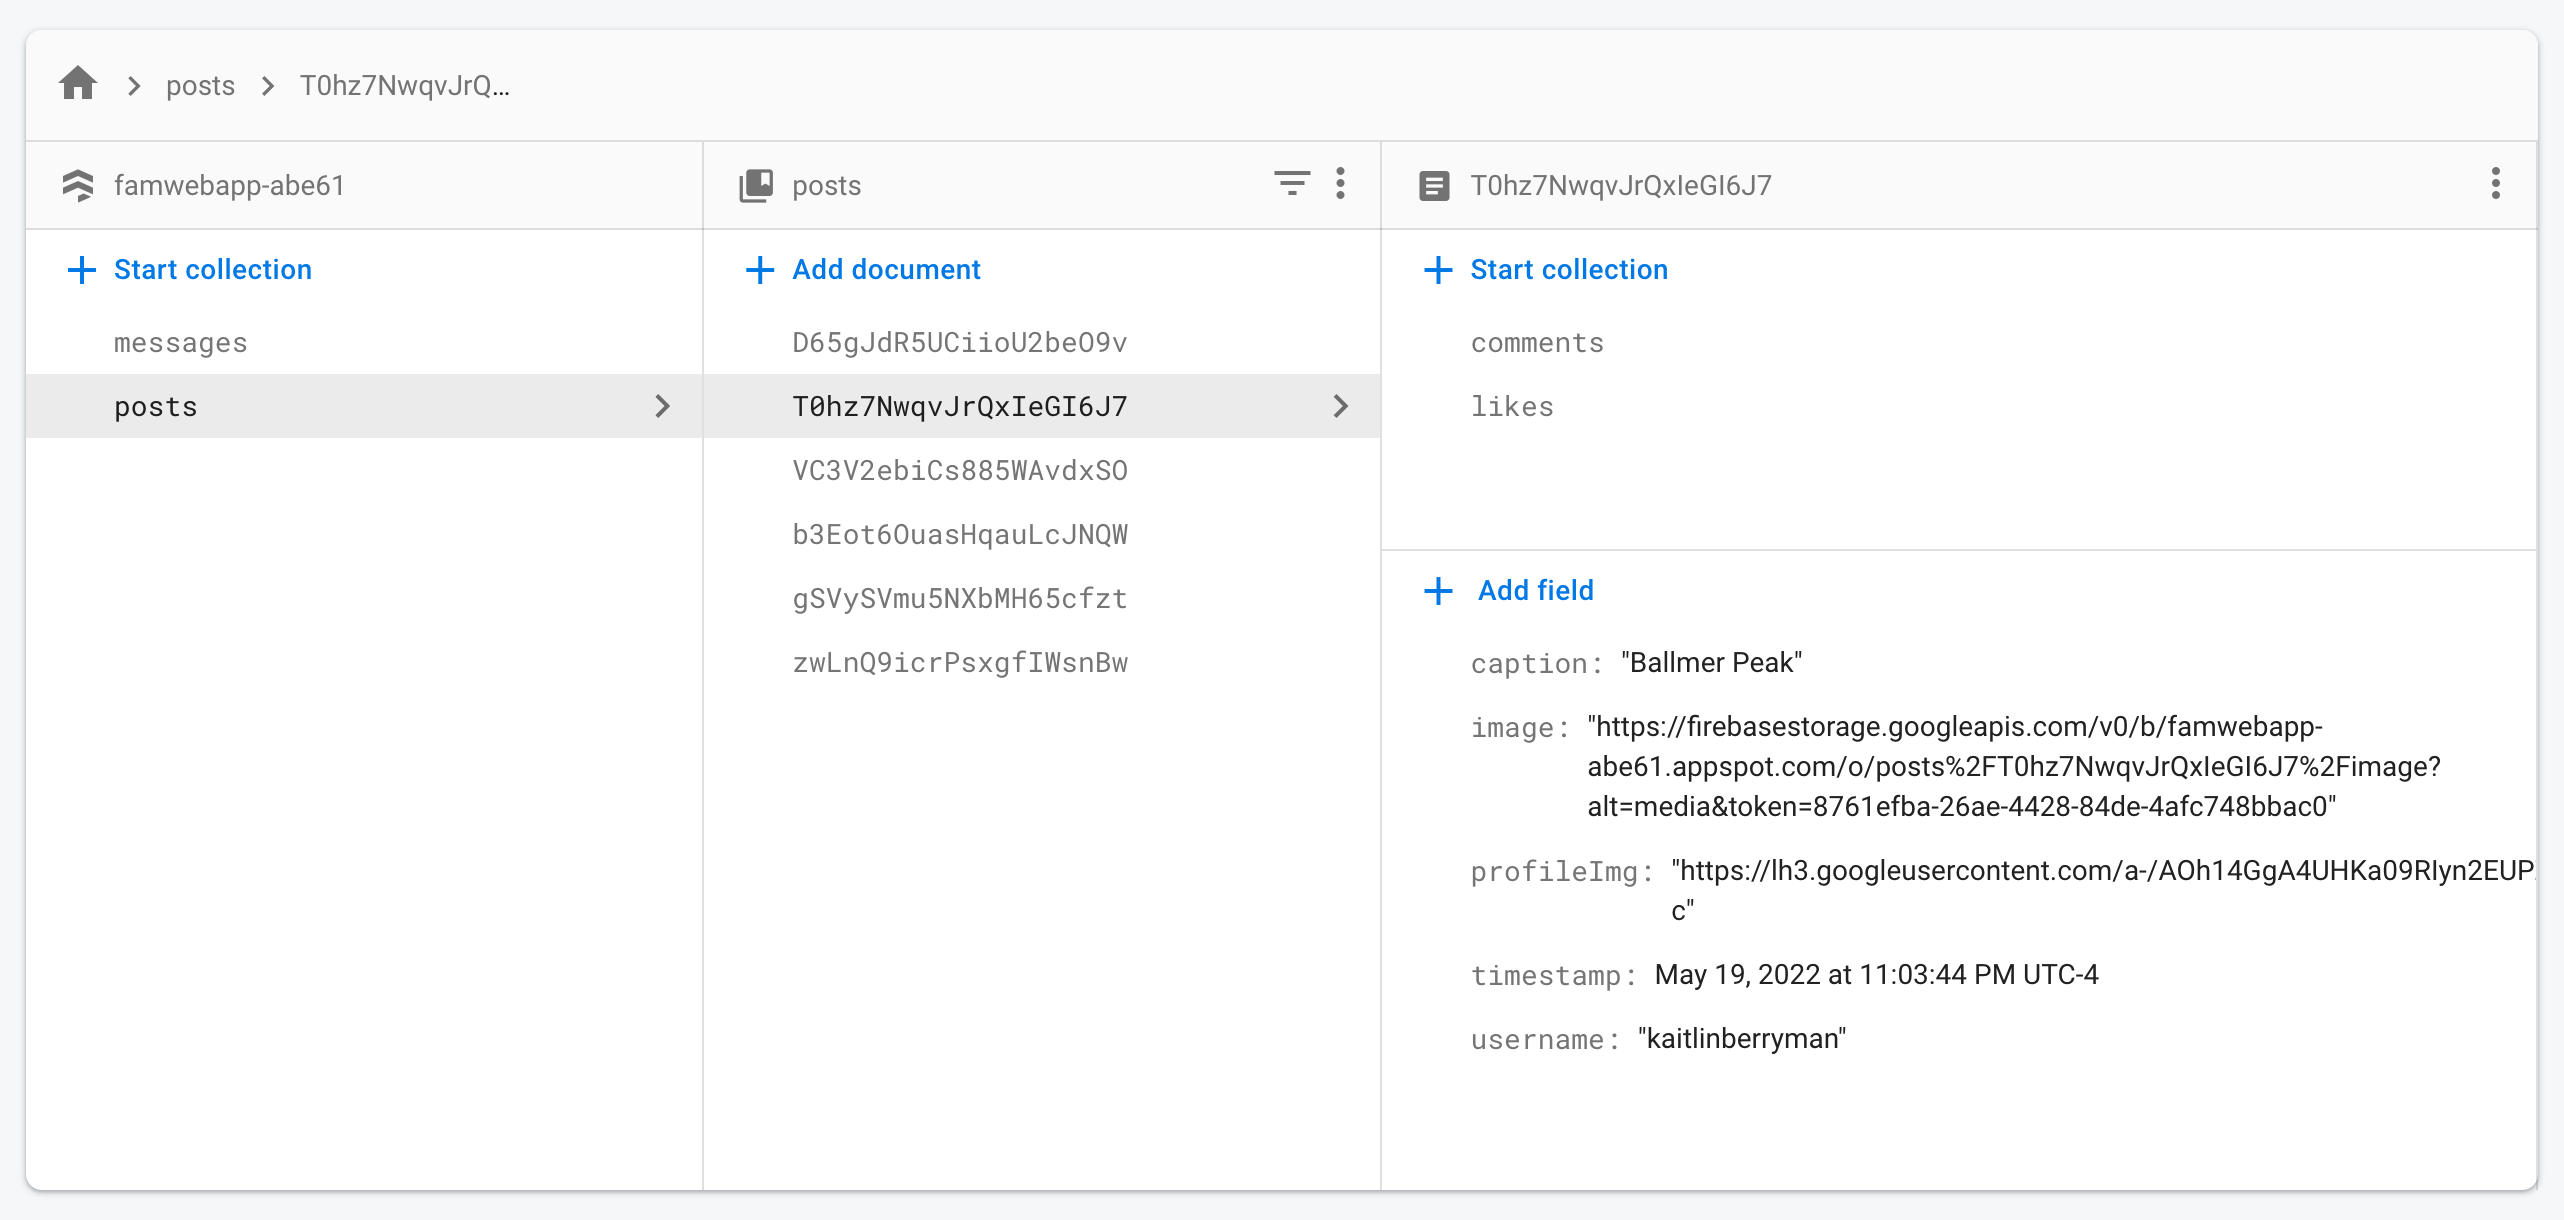 posts
T0hz7NwqvJrQ...
famwebapp-abe61
posts
T0hz7NwqvJrQxIeGI6J7
Start collection
messages
posts
Add document
D65gJdR5UCiioU2beO9v
T0hz7NwqvJrQxIeGI6J7
VC3V2ebiCs885WAvdxSO
b3Eot6OuasHqauLcJNQW
gSVySVmu5NXbMH65cfzt
zwLnQ9icrPsxgfIWsnBw
Start collection
comments
likes
Add field
caption: "Ballmer Peak"
image: "https://firebasestorage.googleapis.com/v0/b/famwebapp-
abe61.appspot.com/o/posts%2FT0hz7NwqvJrQxIeGI6J7%2Fimage?
alt=media&token=8761efba-26ae-4428-84de-4afc748bbac0"
profileImg: "https://lh3.googleusercontent.com/a-/AOh14GgA4UHKa09RIyn2EUP
c"
timestamp: May 19, 2022 at 11:03:44 PM UTC-4
username: "kaitlinberryman"